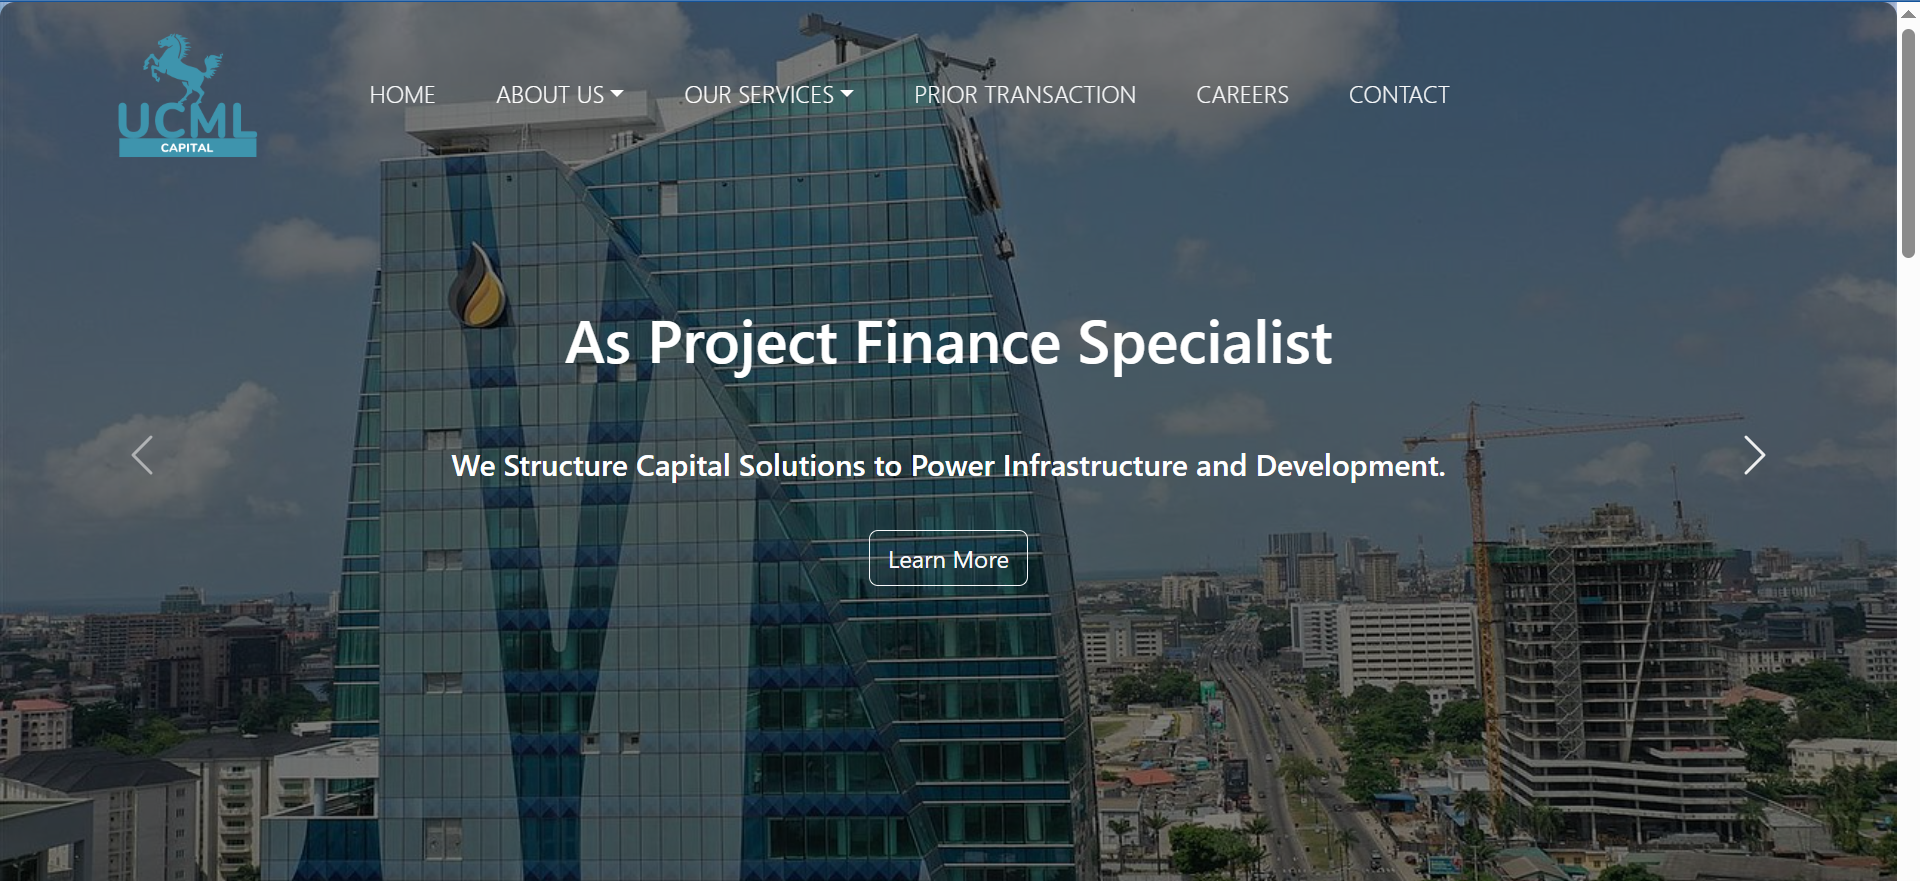 UCML
CAPITAL
HOME
ABOUT US
OUR SERVICES
PRIOR TRANSACTION
CAREERS
CONTACT
As Project Finance Specialist
We Structure Capital Solutions to Power Infrastructure and Development.
Learn More